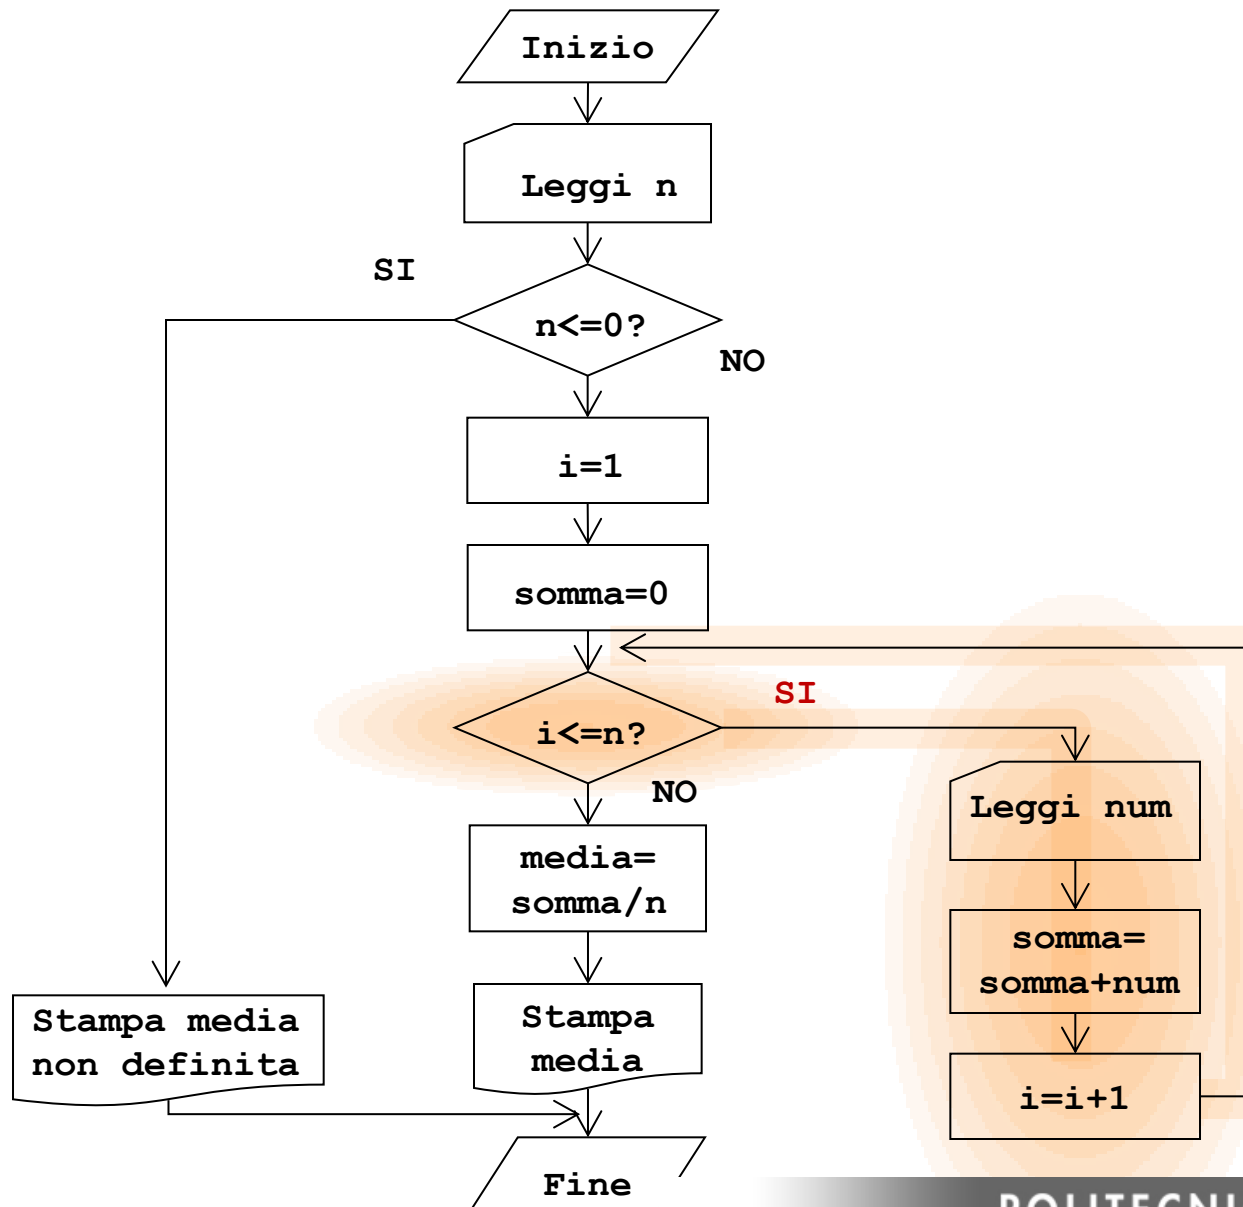 Inizio
Leggi n
SI
n<=0?
NO
i=1
somma=0
SI
i<=n?
NO
Leggi num
media=
somma/n
somma=
somma+num
Stampa media
non definita
Stampa
media
i=i+1
Fine